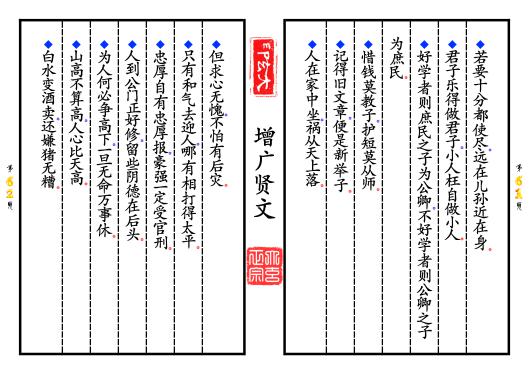 若要十分都使尽.远在儿孙近在身.
君子乐得做君子.小人枉自做小人.
好学者则庶民之子为公卿.不好学者则公卿之子
为庶民.
惜钱莫教子.护短莫从师.
记得旧文章.便是新举子.
人在家中坐.祸从天上落.
增广贤文
但求心无愧.不怕有后灾.
只有和气去迎人.哪有相打得太平.
忠厚自有忠厚报.豪强一定受官刑.
人到公门正好修.留些阴德在后头.
为人何必争高下.一旦无命万事休.
山高不算高.人心比天高.
白水变酒卖.还嫌猪无糟.
第62页
第61页